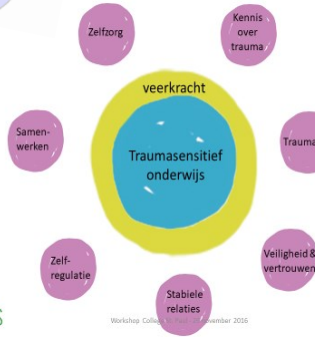 Zelfzorg
Kennis
over
trauma
veerkracht
Samen-
werken
Traumasensitief
onderwijs
Trauma
Zelf-
regulatie
Veiligheid &
vertrouwen
Stabiele
relaties
Workshop College november 2016